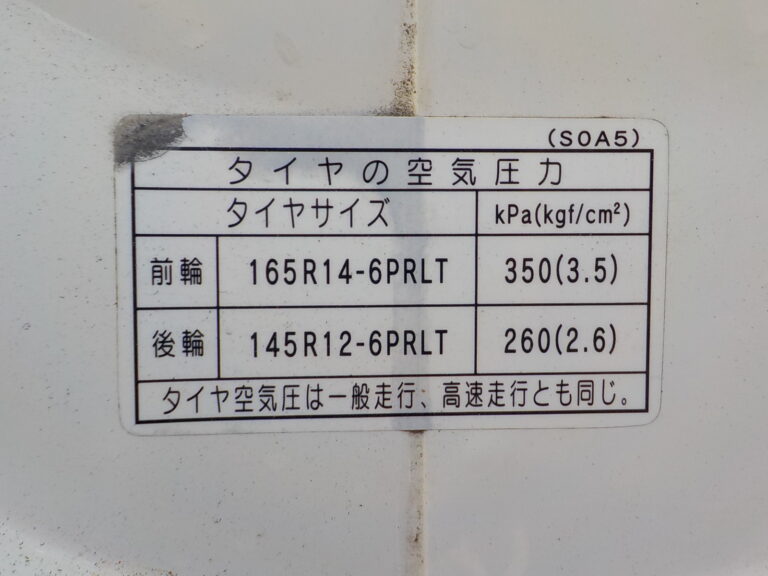 (S0A5)
タイヤの空気圧力
タイヤサイズ kPa(kgf/cm²)
前輪 165R14-6PRLT 350(3.5)
後輪 145R12-6PRLT 260(2.6)
タイヤ空気圧は一般走行、高速走行とも同じ。